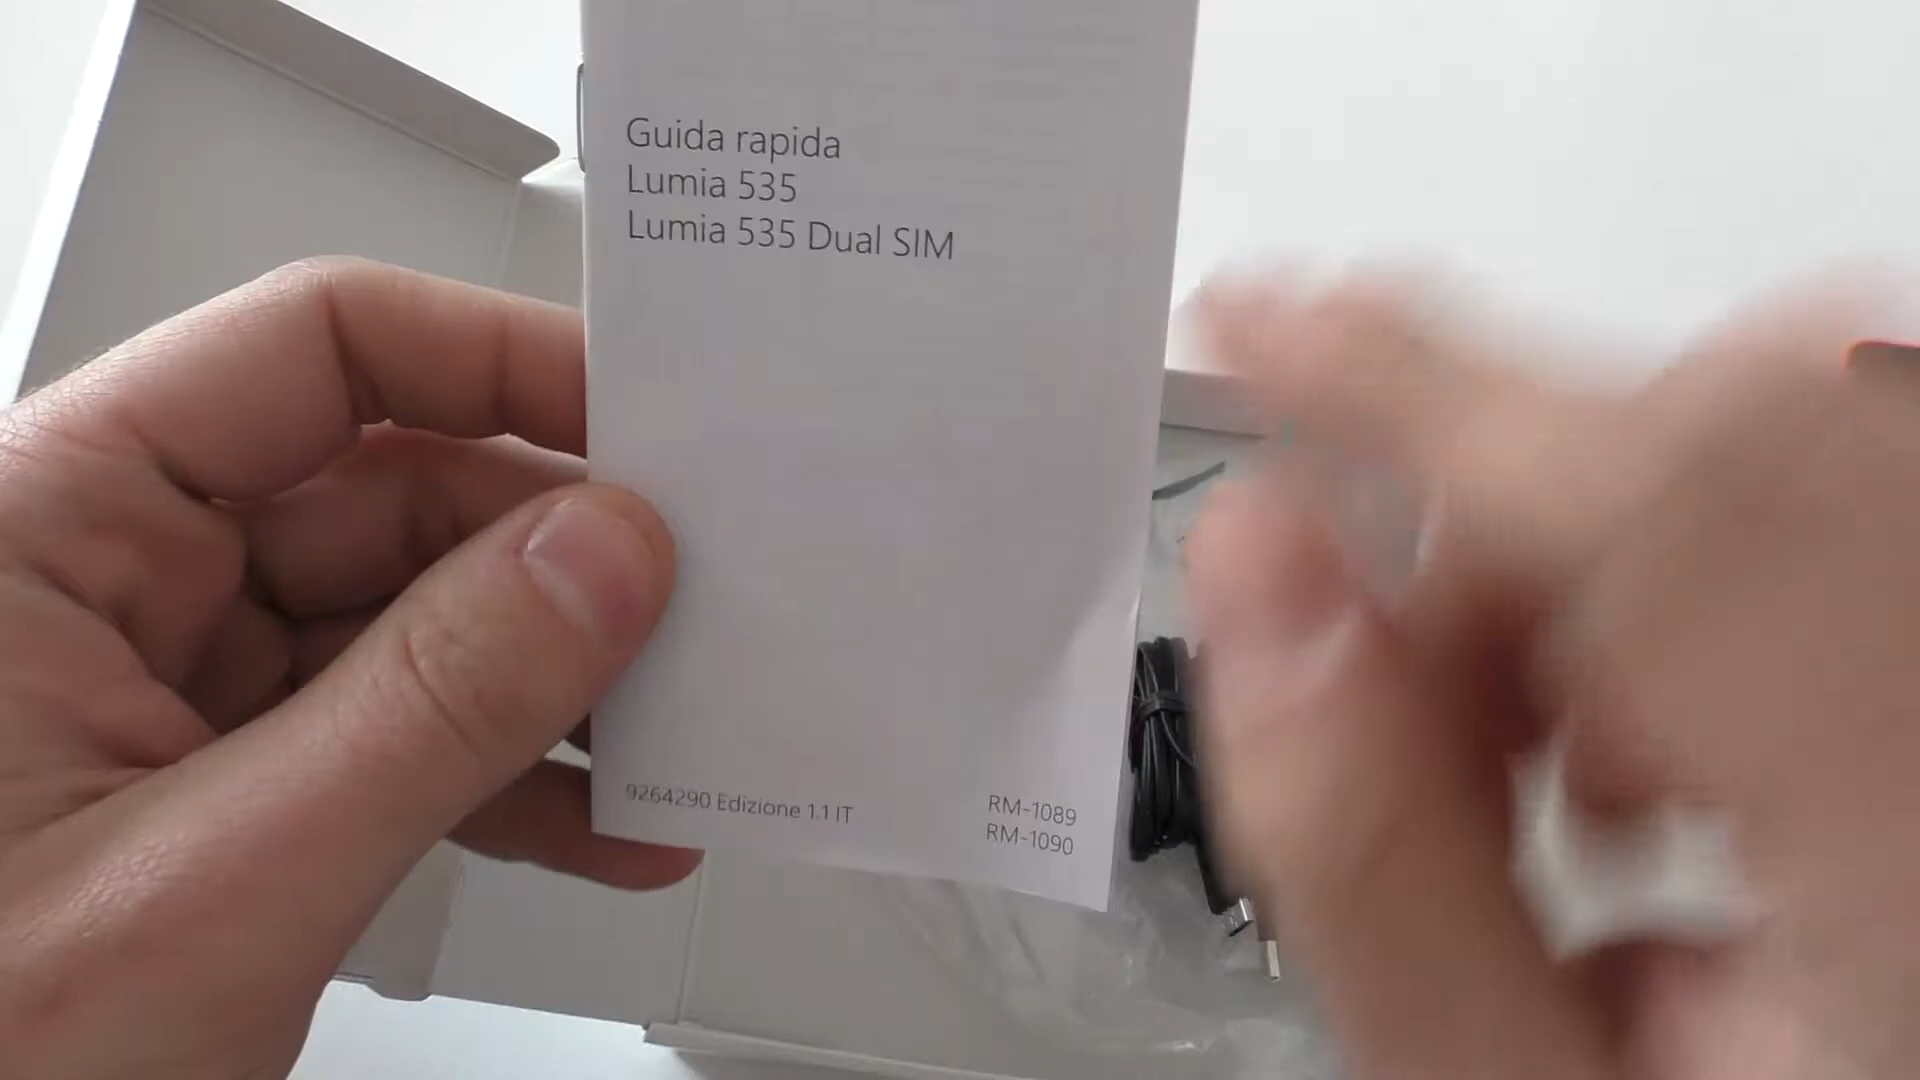 Guida rapida
Lumia 535
Lumia 535 Dual SIM
9264290 Edizione 1.1 IT
RM-1089
RM-1090